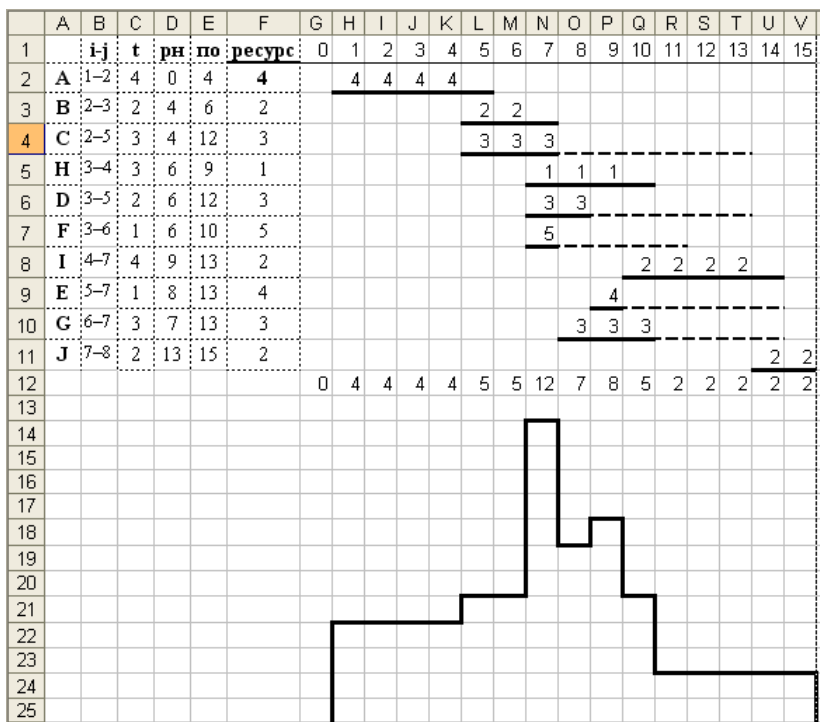 A B C D E F G H I J K L M N O P Q R S T U V
1 i-j t рн по ресурс 0 1 2 3 4 5 6 7 8 9 10 11 12 13 14 15
2 A 1–2 4 0 4 4 4 4 4 4
3 B 2–3 2 4 6 2 2 2
4 C 2–5 3 4 12 3 3 3 3
5 H 3–4 3 6 9 1 1 1 1
6 D 3–5 2 6 12 3 3 3
7 F 3–6 1 6 10 5 5
8 I 4–7 4 9 13 2 2 2 2 2
9 E 5–7 1 8 13 4 4
10 G 6–7 3 7 13 3 3 3 3
11 J 7–8 2 13 15 2 2 2
12 0 4 4 4 4 5 5 12 7 8 5 2 2 2 2 2
13
14
15
16
17
18
19
20
21
22
23
24
25